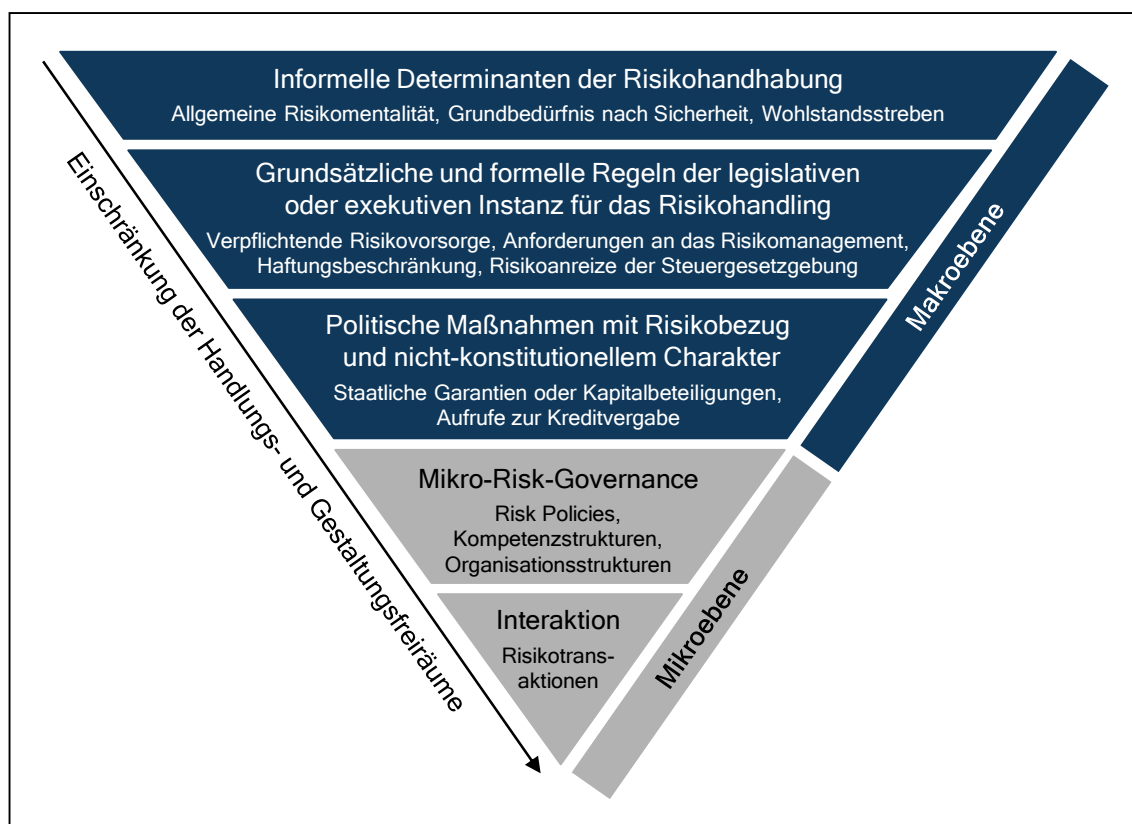 Informelle Determinanten der Risikohandhabung
Allgemeine Risikomentalität, Grundbedürfnis nach Sicherheit, Wohlstandsstreben
Grundsätzliche und formelle Regeln der legislativen
oder exekutiven Instanz für das Risikohandling
Verpflichtende Risikovorsorge, Anforderungen an das Risikomanagement,
Haftungsbeschränkung, Risikoanreize der Steuergesetzgebung
Politische Maßnahmen mit Risikobezug
und nicht-konstitutionellem Charakter
Staatliche Garantien oder Kapitalbeteiligungen,
Aufrufe zur Kreditvergabe
Mikro-Risk-Governance
Risk Policies,
Kompetenzstrukturen,
Organisationsstrukturen
Interaktion
Risikotrans-
aktionen
Einschränkung der Handlungs- und Gestaltungsfreiräume
Makroebene
Mikroebene